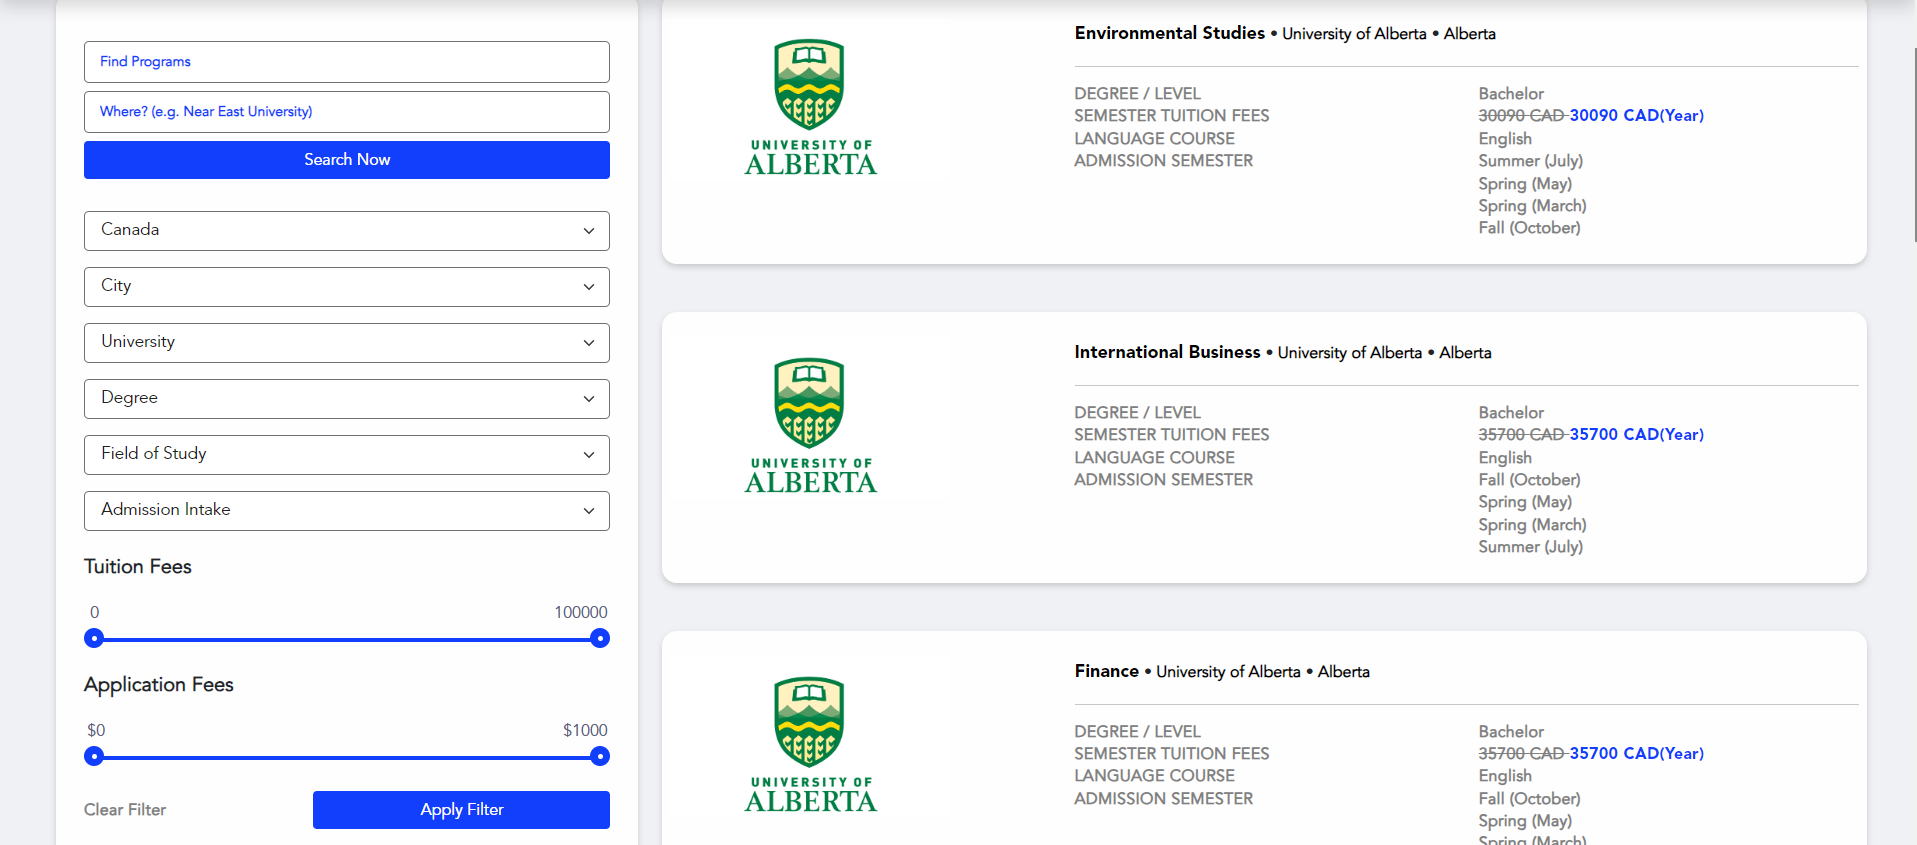 Find Programs
Where? (e.g. Near East University)
Search Now
Canada
City
University
Degree
Field of Study
Admission Intake
Tuition Fees
0 100000
Application Fees
$0 $1000
Clear Filter Apply Filter
UNIVERSITY OF
ALBERTA
Environmental Studies • University of Alberta • Alberta
DEGREE / LEVEL Bachelor
SEMESTER TUITION FEES 30090 CAD 30090 CAD(Year)
LANGUAGE COURSE English
ADMISSION SEMESTER Summer (July)
Spring (May)
Spring (March)
Fall (October)
UNIVERSITY OF
ALBERTA
International Business • University of Alberta • Alberta
DEGREE / LEVEL Bachelor
SEMESTER TUITION FEES 35700 CAD 35700 CAD(Year)
LANGUAGE COURSE English
ADMISSION SEMESTER Fall (October)
Spring (May)
Spring (March)
Summer (July)
UNIVERSITY OF
ALBERTA
Finance • University of Alberta • Alberta
DEGREE / LEVEL Bachelor
SEMESTER TUITION FEES 35700 CAD 35700 CAD(Year)
LANGUAGE COURSE English
ADMISSION SEMESTER Fall (October)
Spring (May)
Spring (March)